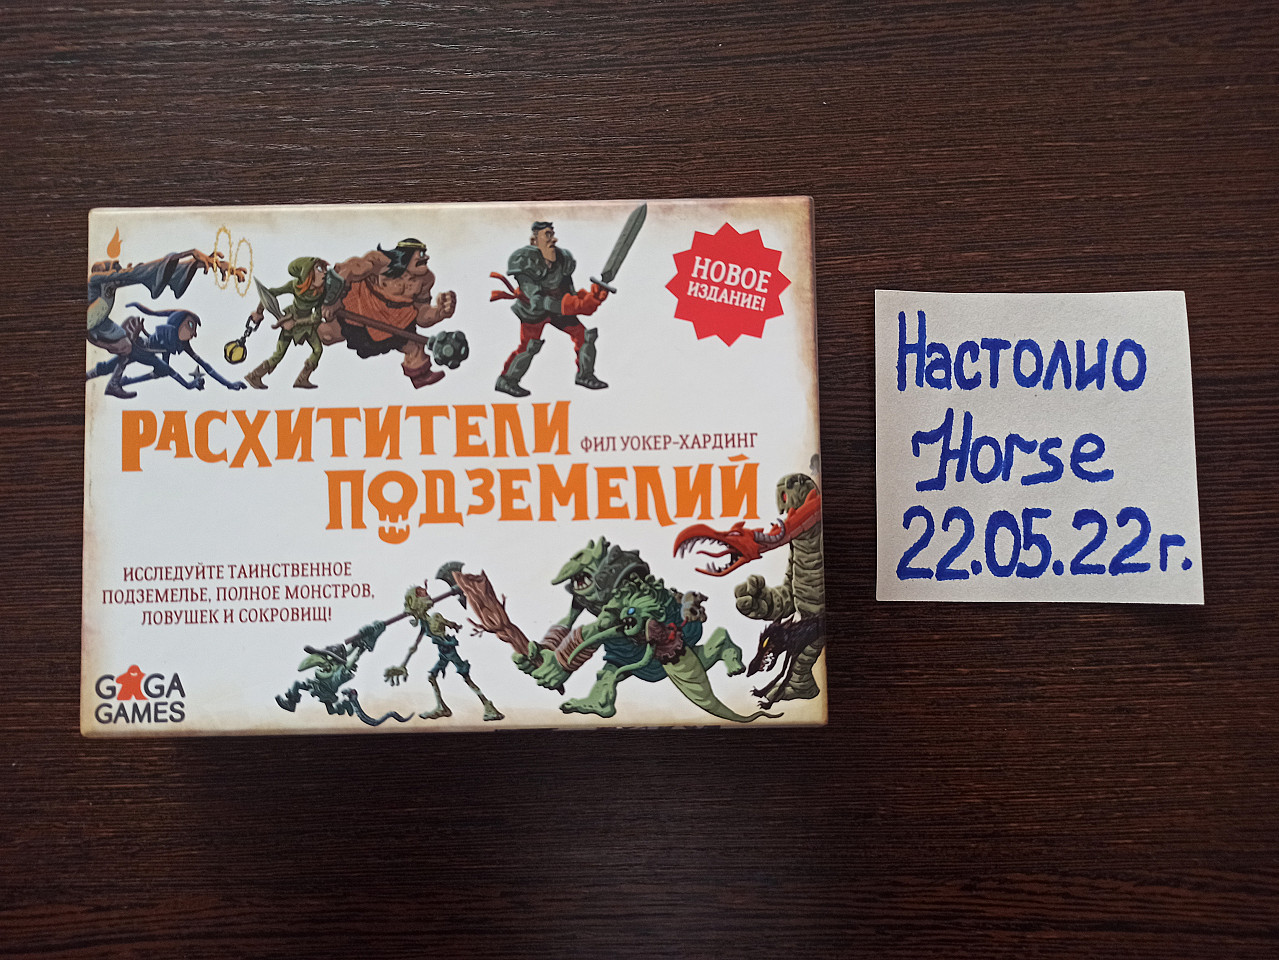 НОВОЕ
ИЗДАНИЕ!
РАСХИТИТЕЛИ
ФИЛ УОКЕР-ХАРДИНГ
ПОДЗЕМЕЛИЙ
ИССЛЕДУЙТЕ ТАИНСТВЕННОЕ
ПОДЗЕМЕЛЬЕ, ПОЛНОЕ МОНСТРОВ,
ЛОВУШЕК И СОКРОВИЩ!
GAGA
GAMES
Настолио
Horse
22.05.22г.